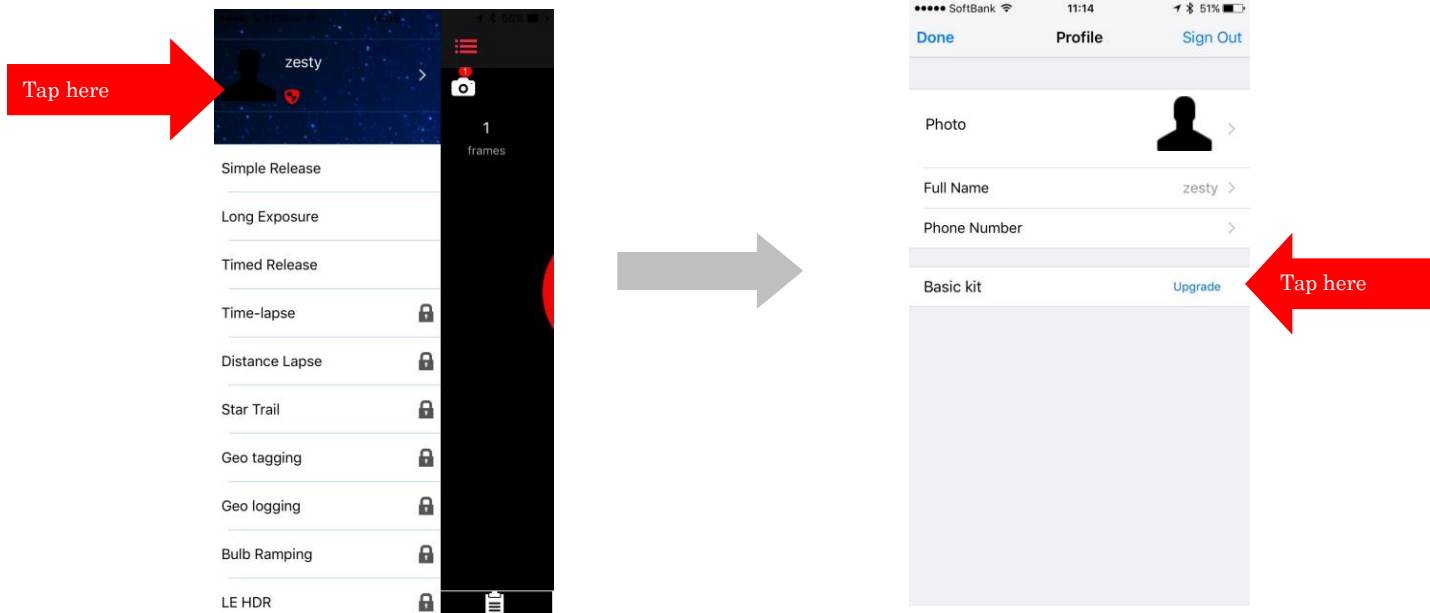 Tap here
zesty
1
1
frames
Simple Release
Long Exposure
Timed Release
Time-lapse
Distance Lapse
Star Trail
Geo tagging
Geo logging
Bulb Ramping
LE HDR
SoftBank 11:14 51%
Done Profile Sign Out
Photo
Full Name zesty
Phone Number
Basic kit Upgrade
Tap here